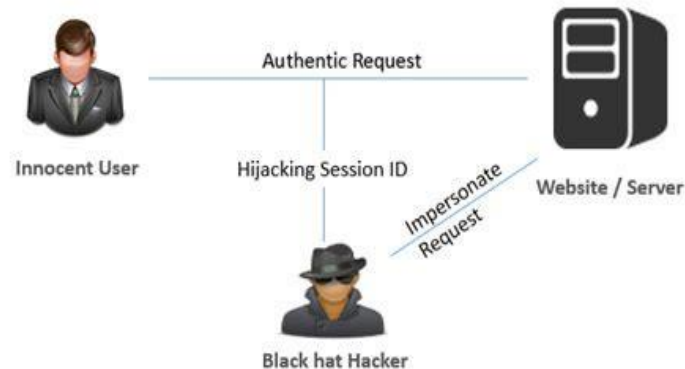 Authentic Request
Innocent User
Hijacking Session ID
Website / Server
Impersonate
Request
Black hat Hacker